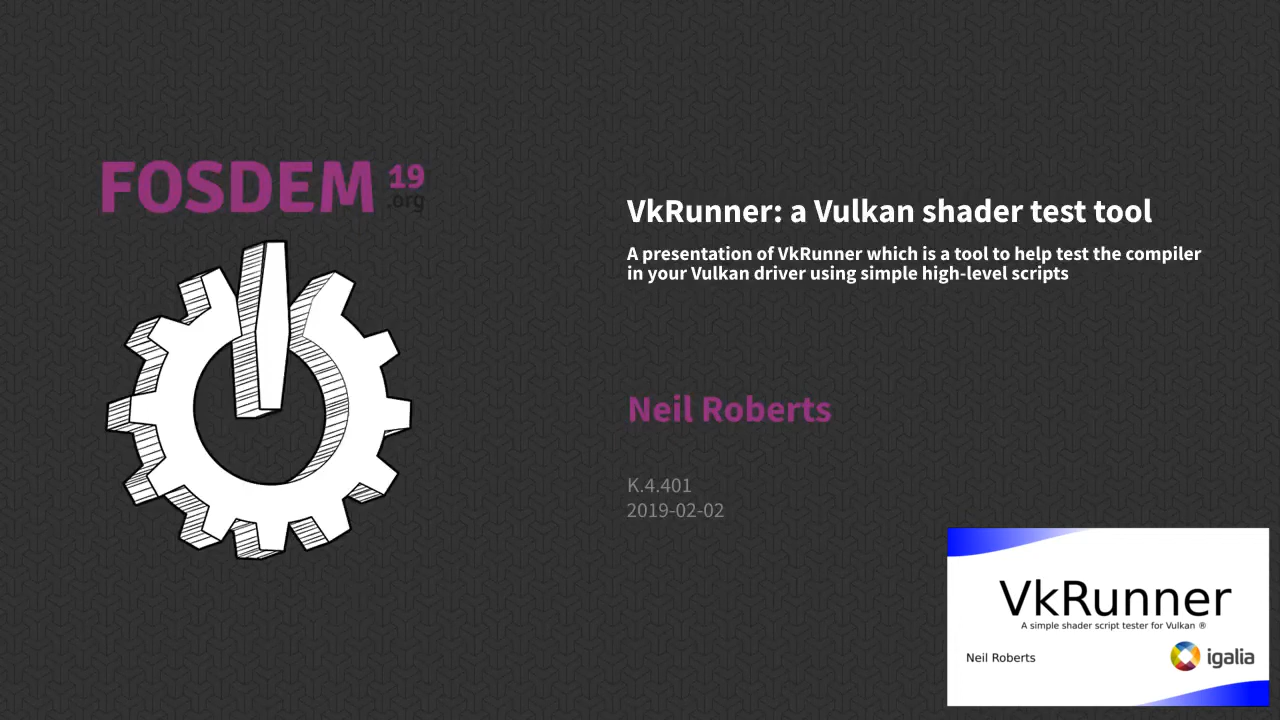 FOSDEM 19
.org
VkRunner: a Vulkan shader test tool
A presentation of VkRunner which is a tool to help test the compiler
in your Vulkan driver using simple high-level scripts
Neil Roberts
K.4.401
2019-02-02
VkRunner
A simple shader script tester for Vulkan ®
Neil Roberts
igalia